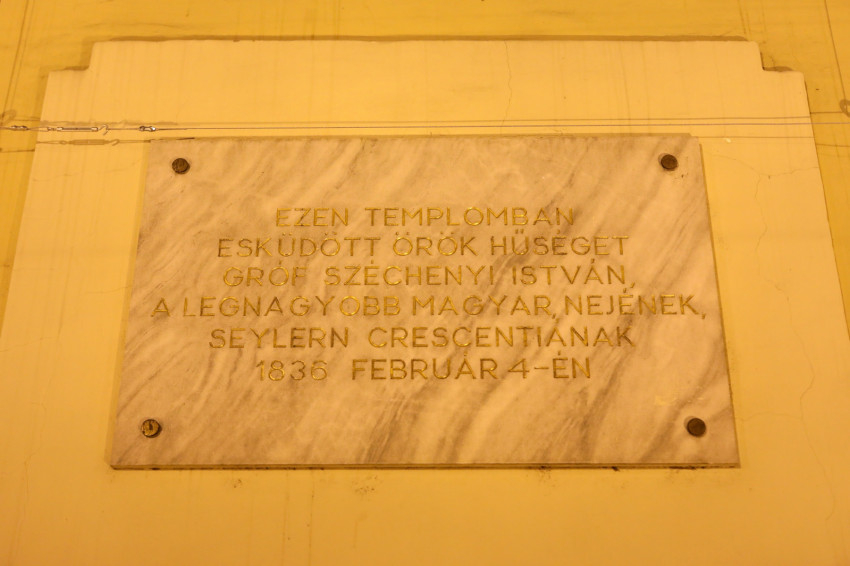 EZEN TEMPLOMBAN
ESKÜDÖTT ÖRÖK HŰSÉGET
GRÓF SZÉCHENYI ISTVÁN,
A LEGNAGYOBB MAGYAR, NEJÉNEK,
SEYLERN CRESCENTIÁNAK
1836 FEBRUÁR 4-ÉN